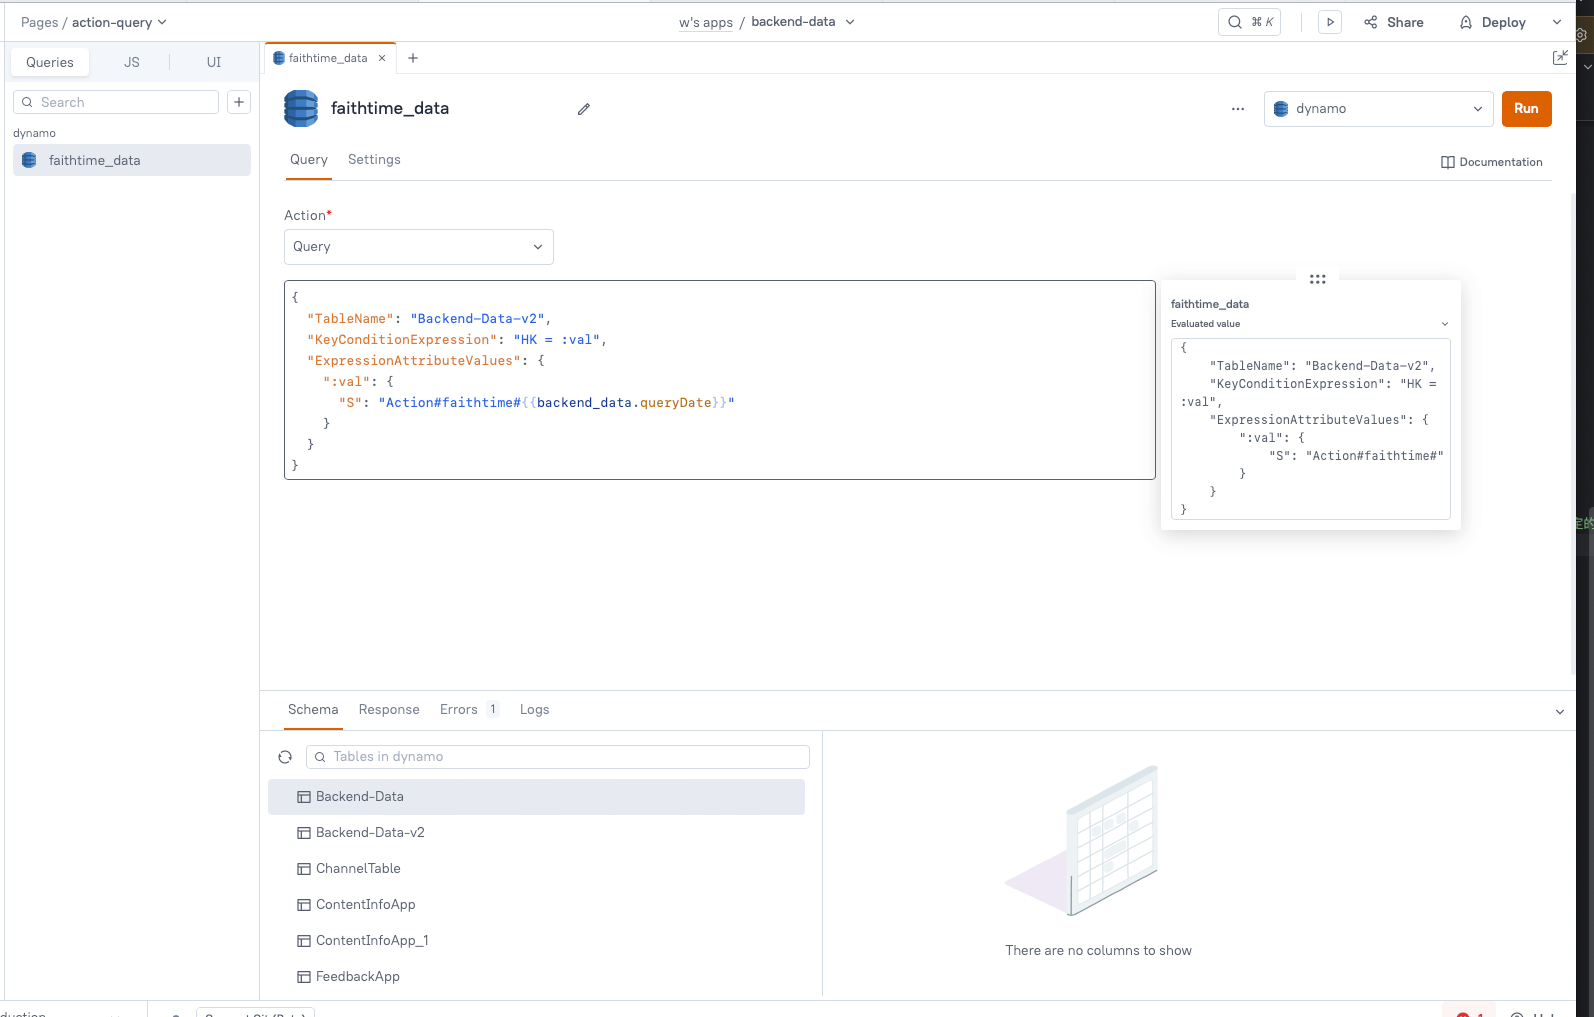 Pages / action-query
w's apps / backend-data
⌘ K
Share
Deploy
Queries
JS
UI
faithtime_data
Search
dynamo
faithtime_data
faithtime_data
dynamo
Run
Query
Settings
Documentation
Action*
Query
{
"TableName": "Backend-Data-v2",
"KeyConditionExpression": "HK = :val",
"ExpressionAttributeValues": {
":val": {
"S": "Action#faithtime#{{backend_data.queryDate}}"
}
}
}
faithtime_data
Evaluated value
{
"TableName": "Backend-Data-v2",
"KeyConditionExpression": "HK =
:val",
"ExpressionAttributeValues": {
":val": {
"S": "Action#faithtime#"
}
}
}
定的
Schema
Response
Errors 1
Logs
Tables in dynamo
Backend-Data
Backend-Data-v2
ChannelTable
ContentInfoApp
ContentInfoApp_1
FeedbackApp
There are no columns to show